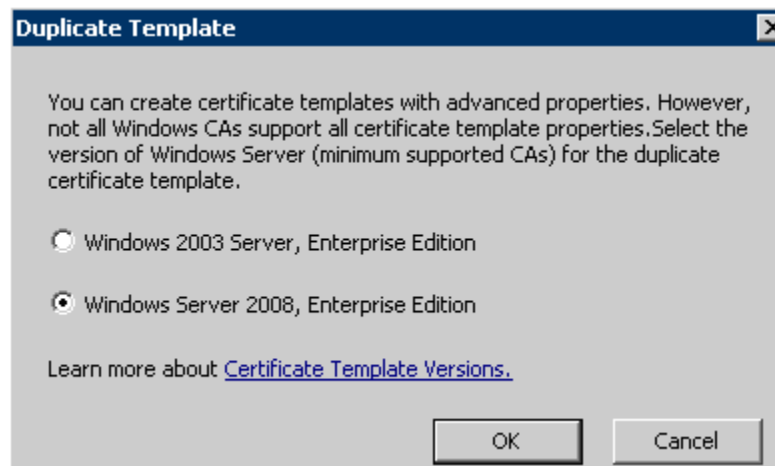 Duplicate Template
You can create certificate templates with advanced properties. However,
not all Windows CAs support all certificate template properties.Select the
version of Windows Server (minimum supported CAs) for the duplicate
certificate template.
Windows 2003 Server, Enterprise Edition
Windows Server 2008, Enterprise Edition
Learn more about Certificate Template Versions.
OK Cancel